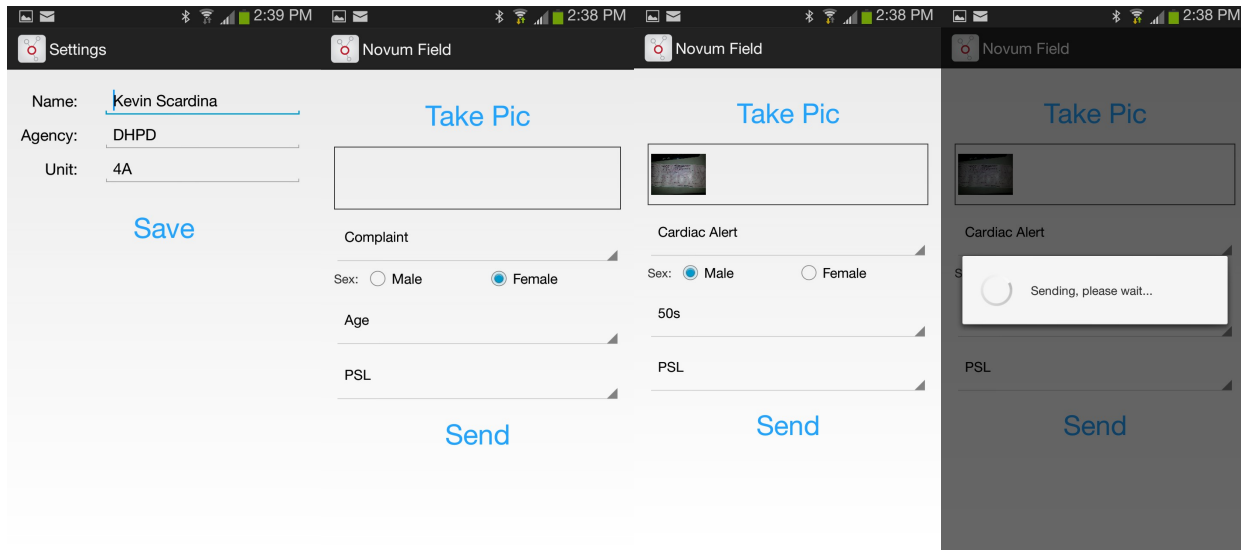 2:39 PM
Settings
Name: Kevin Scardina
Agency: DHPD
Unit: 4A
Save
2:38 PM
Novum Field
Take Pic
Complaint
Sex: Male Female
Age
PSL
Send
2:38 PM
Novum Field
Take Pic
Cardiac Alert
Sex: Male Female
50s
PSL
Send
2:38 PM
Novum Field
Take Pic
Cardiac Alert
S
Sending, please wait...
PSL
Send